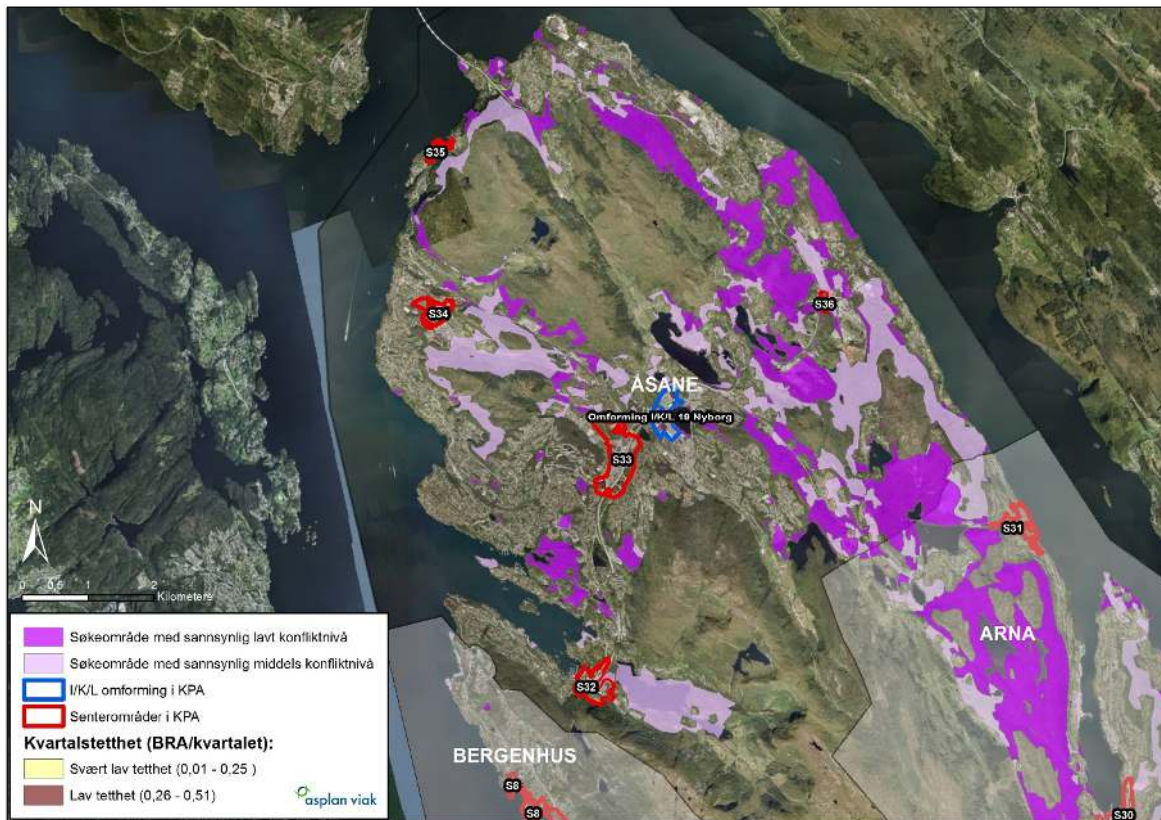 S35
S36
S34
ÅSANE
Omforming I/K/L 19 Nyborg
S33
S31
ARNA
S32
BERGENHUS
S8
S8
S30
N
0 0,5 1 2
Kilometers
Søkeområde med sannsynlig lavt konfliktnivå
Søkeområde med sannsynlig middels konfliktnivå
I/K/L omforming i KPA
Senterområder i KPA
Kvartalstetthet (BRA/kvartalet):
Svært lav tetthet (0,01 - 0,25 )
Lav tetthet (0,26 - 0,51)
asplan viak